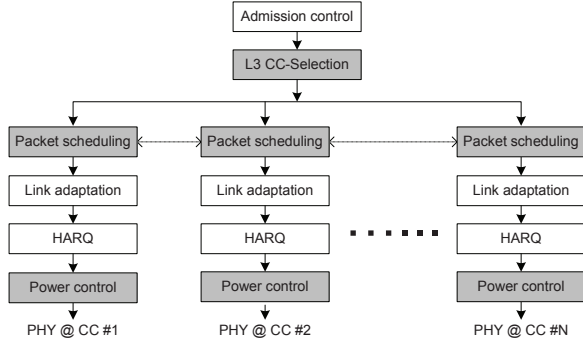 Admission control
L3 CC-Selection
Packet scheduling
Packet scheduling
Packet scheduling
Link adaptation
Link adaptation
Link adaptation
HARQ
HARQ
HARQ
Power control
Power control
Power control
PHY @ CC #1
PHY @ CC #2
PHY @ CC #N